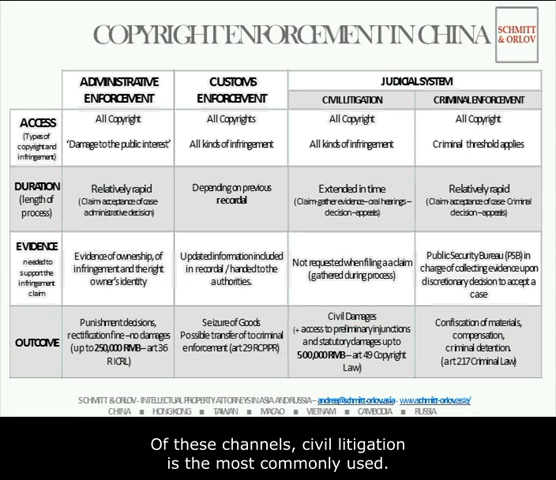 COPYRIGHT ENFORCEMENT IN CHINA
SCHMITT
& ORLOV
ADMINISTRATIVE
ENFORCEMENT
CUSTOMS
ENFORCEMENT
JUDICIAL SYSTEM
CIVIL LITIGATION
CRIMINAL ENFORCEMENT
ACCESS
(Types of
copyright and
infringement)
All Copyright
'Damage to the public interest'
All Copyrights
All kinds of infringement
All Copyright
All kinds of infringement
All Copyright
Criminal threshold applies
DURATION
(length of
process)
Relatively rapid
(Claim-acceptance of case-
administrative decision)
Depending on previous
recordal
Extended in time
(Claim-gather evidence-oral hearings–
decision-appeals)
Relatively rapid
(Claim-acceptance of case- Criminal
decision-appeals)
EVIDENCE
needed to
support the
infringement
claim
Evidence of ownership, of
infringement and the right
owner's identity
Updated information included
in recordal / handed to the
authorities.
Not requested when filing a claim
(gathered during process)
Public Security Bureau (PSB) in
charge of collecting evidence upon
discretionary decision to accept a
case
OUTCOME
Punishment decisions,
rectification fine – no damages
(up to 250,000 RMB – art 36
RICRL)
Seizure of Goods
Possible transfer to criminal
enforcement (art 29 RCPIPR)
Civil Damages
(+ access to preliminary injunctions
and statutory damages up to
500,000 RMB – art 49 Copyright
Law)
Confiscation of materials,
compensation,
criminal detention.
(art 217 Criminal Law)
SCHMITT & ORLOV - INTELLECTUAL PROPERTY ATTORNEYS IN ASIA AND RUSSIA – andrea@schmitt-orlov.asia - www.schmitt-orlov.asia/
CHINA ■ HONGKONG ■ TAIWAN ■ MACAO ■ VIETNAM ■ CAMBODIA ■ RUSSIA
Of these channels, civil litigation
is the most commonly used.